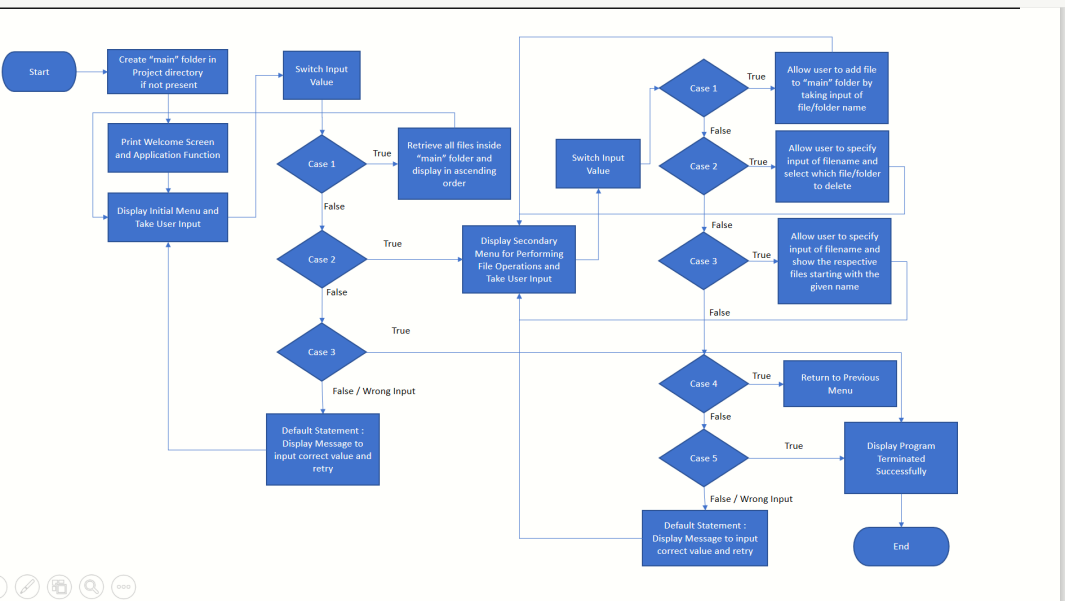 Start
Create “main” folder in
Project directory
if not present
Print Welcome Screen
and Application Function
Display Initial Menu and
Take User Input
Switch Input
Value
Case 1
True
Retrieve all files inside
“main” folder and
display in ascending
order
False
Case 2
True
False
Case 3
True
False / Wrong Input
Default Statement :
Display Message to
input correct value and
retry
Display Secondary
Menu for Performing
File Operations and
Take User Input
Switch Input
Value
Case 1
True
Allow user to add file
to “main” folder by
taking input of
file/folder name
False
Case 2
True
Allow user to specify
input of filename and
select which file/folder
to delete
False
Case 3
True
Allow user to specify
input of filename and
show the respective
files starting with the
given name
False
Case 4
True
Return to Previous
Menu
False
Case 5
True
Display Program
Terminated
Successfully
False / Wrong Input
Default Statement :
Display Message to input
correct value and retry
End